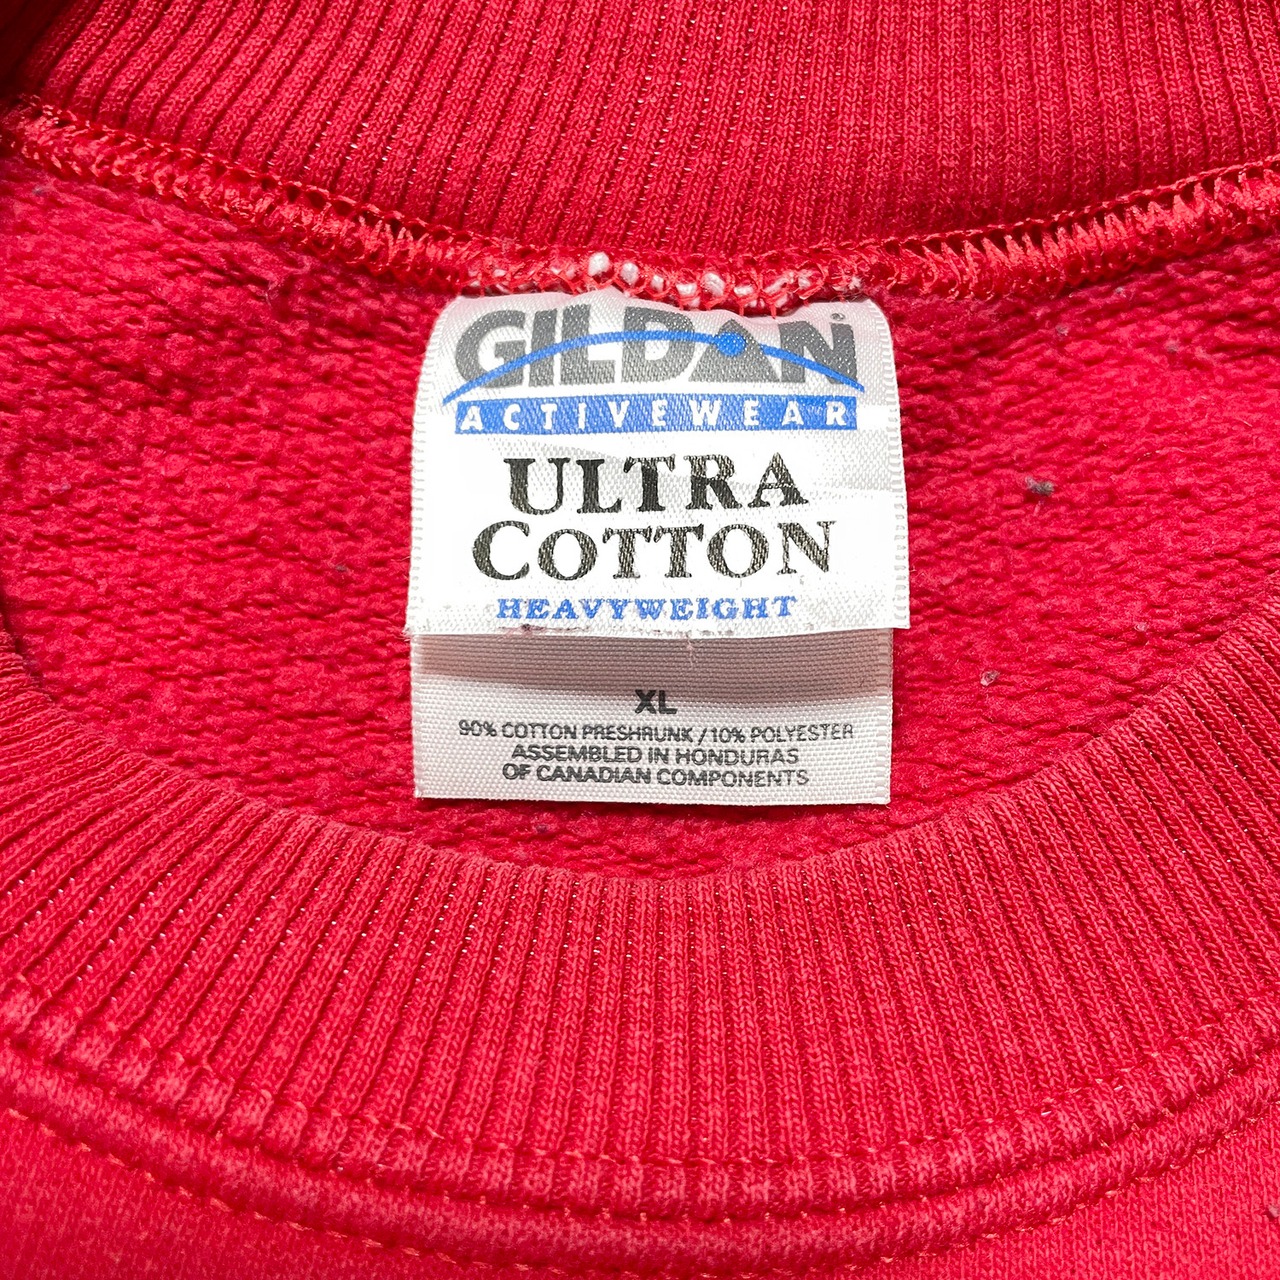 GILDAN®
ACTIVEWEAR
ULTRA
COTTON
HEAVYWEIGHT
XL
90% COTTON PRESHRUNK / 10% POLYESTER
ASSEMBLED IN HONDURAS
OF CANADIAN COMPONENTS